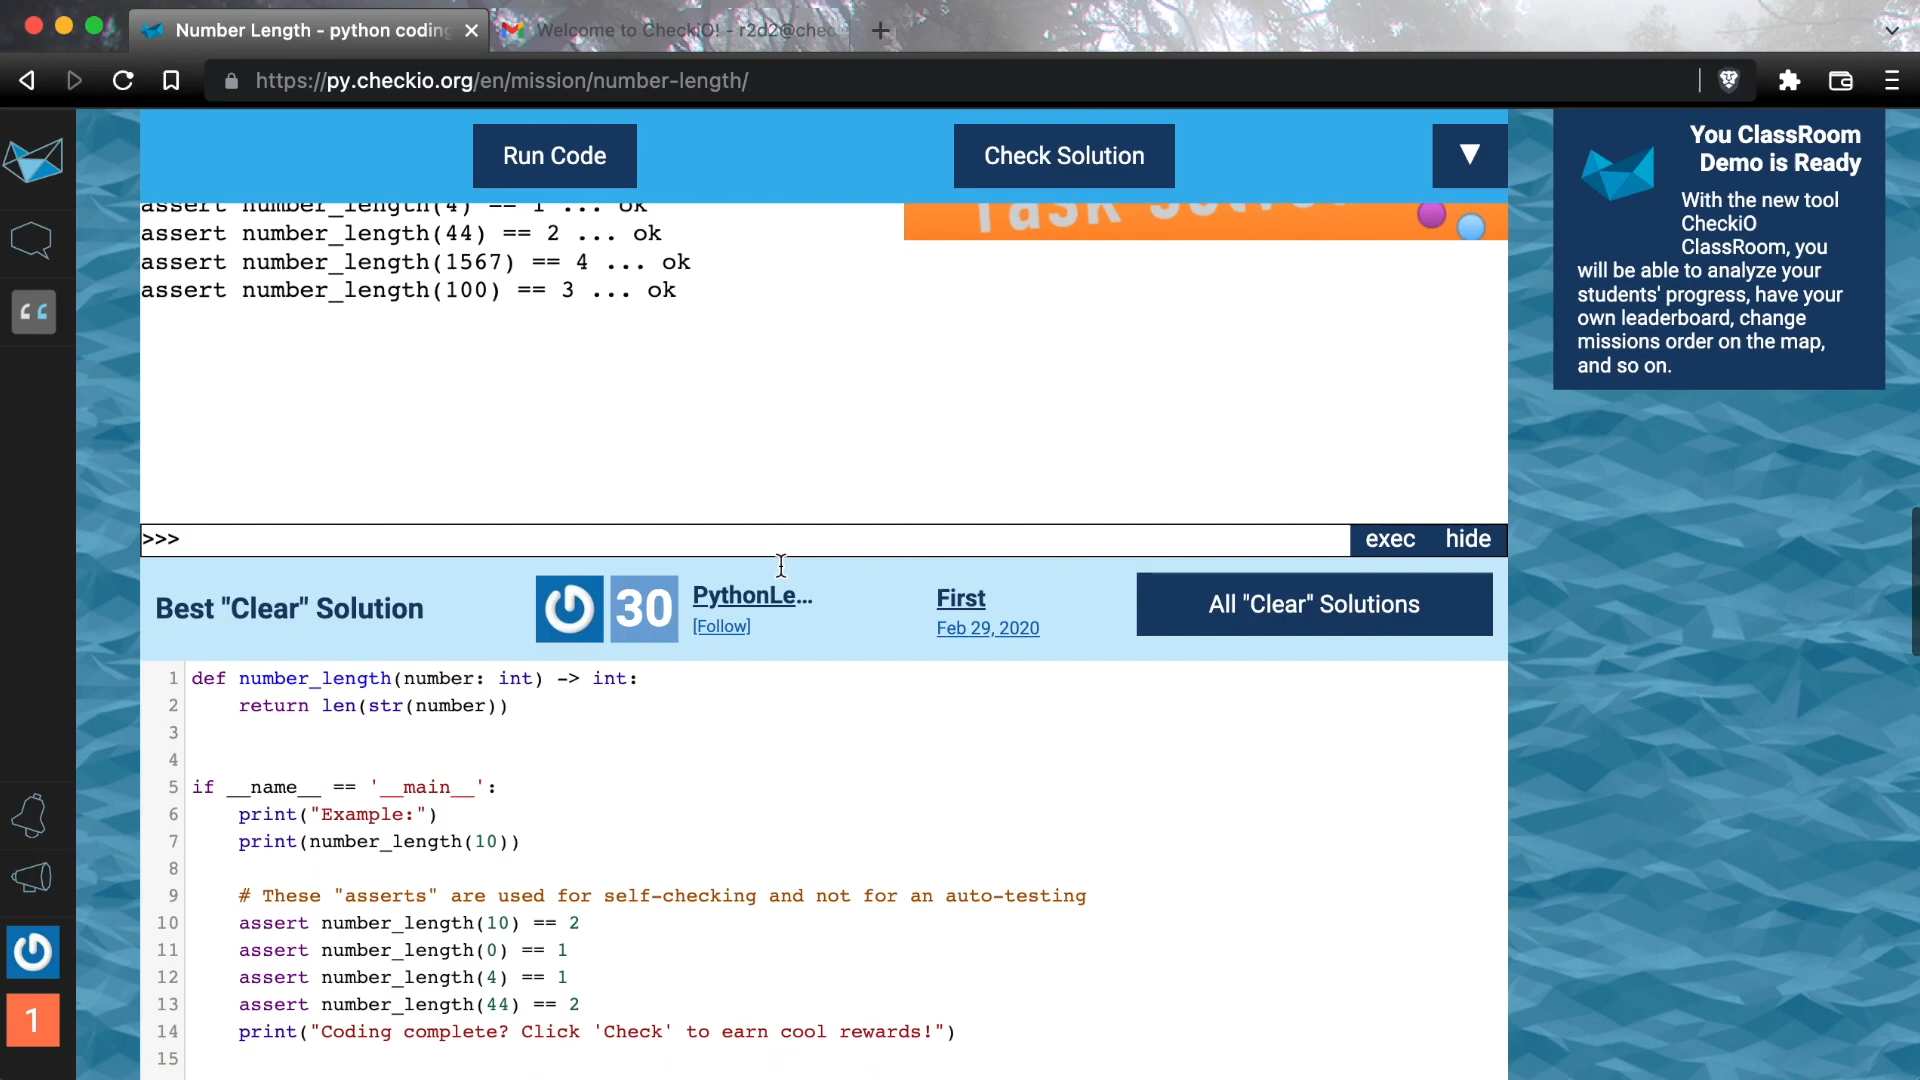 Number Length - python coding
Welcome to CheckiO! - r2d2@chec
https://py.checkio.org/en/mission/number-length/
Run Code
Check Solution
▼
assert number_length(4) == 1 ... ok
assert number_length(44) == 2 ... ok
assert number_length(1567) == 4 ... ok
assert number_length(100) == 3 ... ok
Task
You ClassRoom
Demo is Ready
With the new tool
CheckiO
ClassRoom, you
will be able to analyze your
students' progress, have your
own leaderboard, change
missions order on the map,
and so on.
>>>
exec
hide
Best "Clear" Solution
30
PythonLe...
[Follow]
First
Feb 29, 2020
All "Clear" Solutions
1 def number_length(number: int) -> int:
2 return len(str(number))
3
4
5 if __name__ == '__main__':
6 print("Example:")
7 print(number_length(10))
8
9 # These "asserts" are used for self-checking and not for an auto-testing
10 assert number_length(10) == 2
11 assert number_length(0) == 1
12 assert number_length(4) == 1
13 assert number_length(44) == 2
14 print("Coding complete? Click 'Check' to earn cool rewards!")
15
1